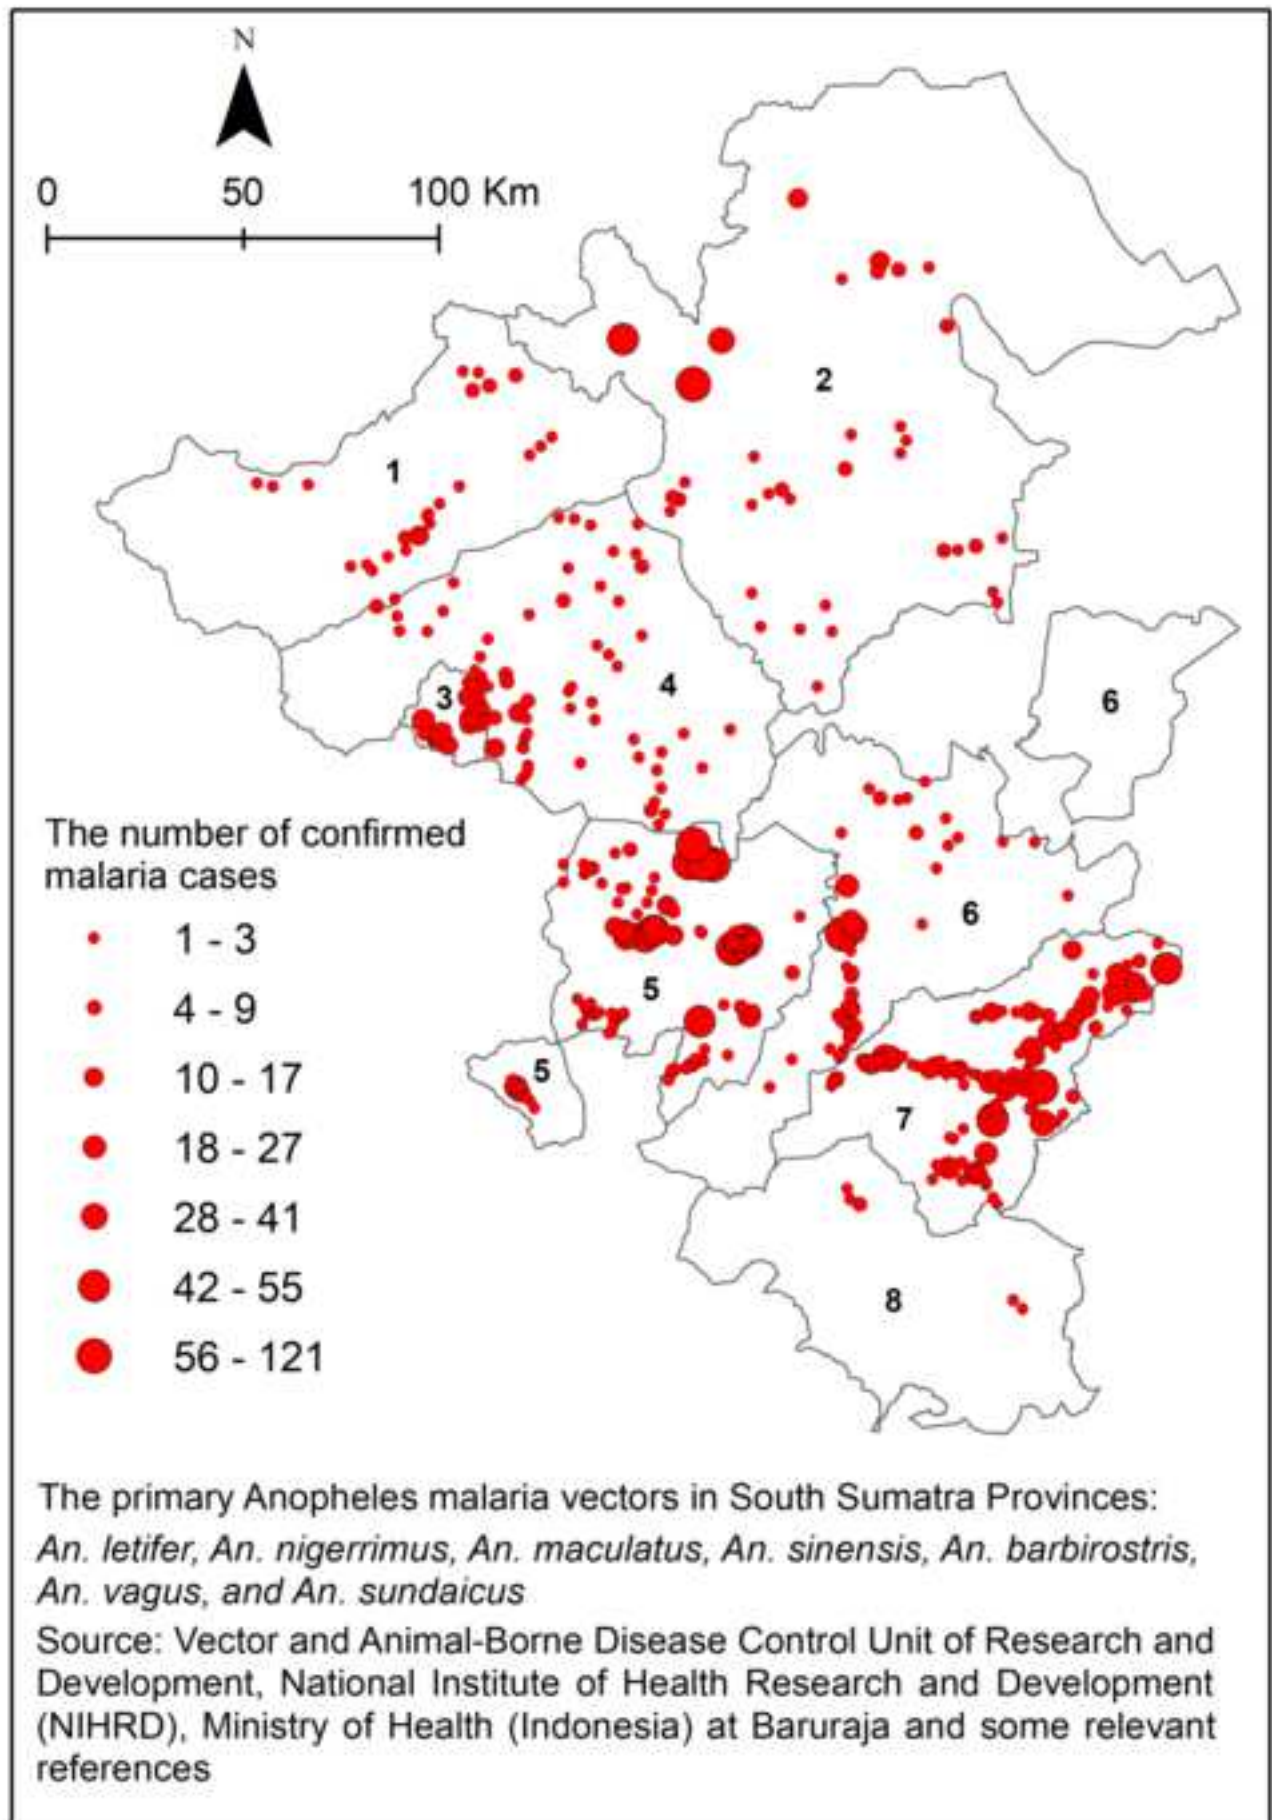 N
0 50 100 Km
2
1
4
3
6
6
5
5
7
8
The number of confirmed
malaria cases
1 - 3
4 - 9
10 - 17
18 - 27
28 - 41
42 - 55
56 - 121
The primary Anopheles malaria vectors in South Sumatra Provinces:
An. letifer, An. nigerrimus, An. maculatus, An. sinensis, An. barbirostris,
An. vagus, and An. sundaicus
Source: Vector and Animal-Borne Disease Control Unit of Research and
Development, National Institute of Health Research and Development
(NIHRD), Ministry of Health (Indonesia) at Baruraja and some relevant
references